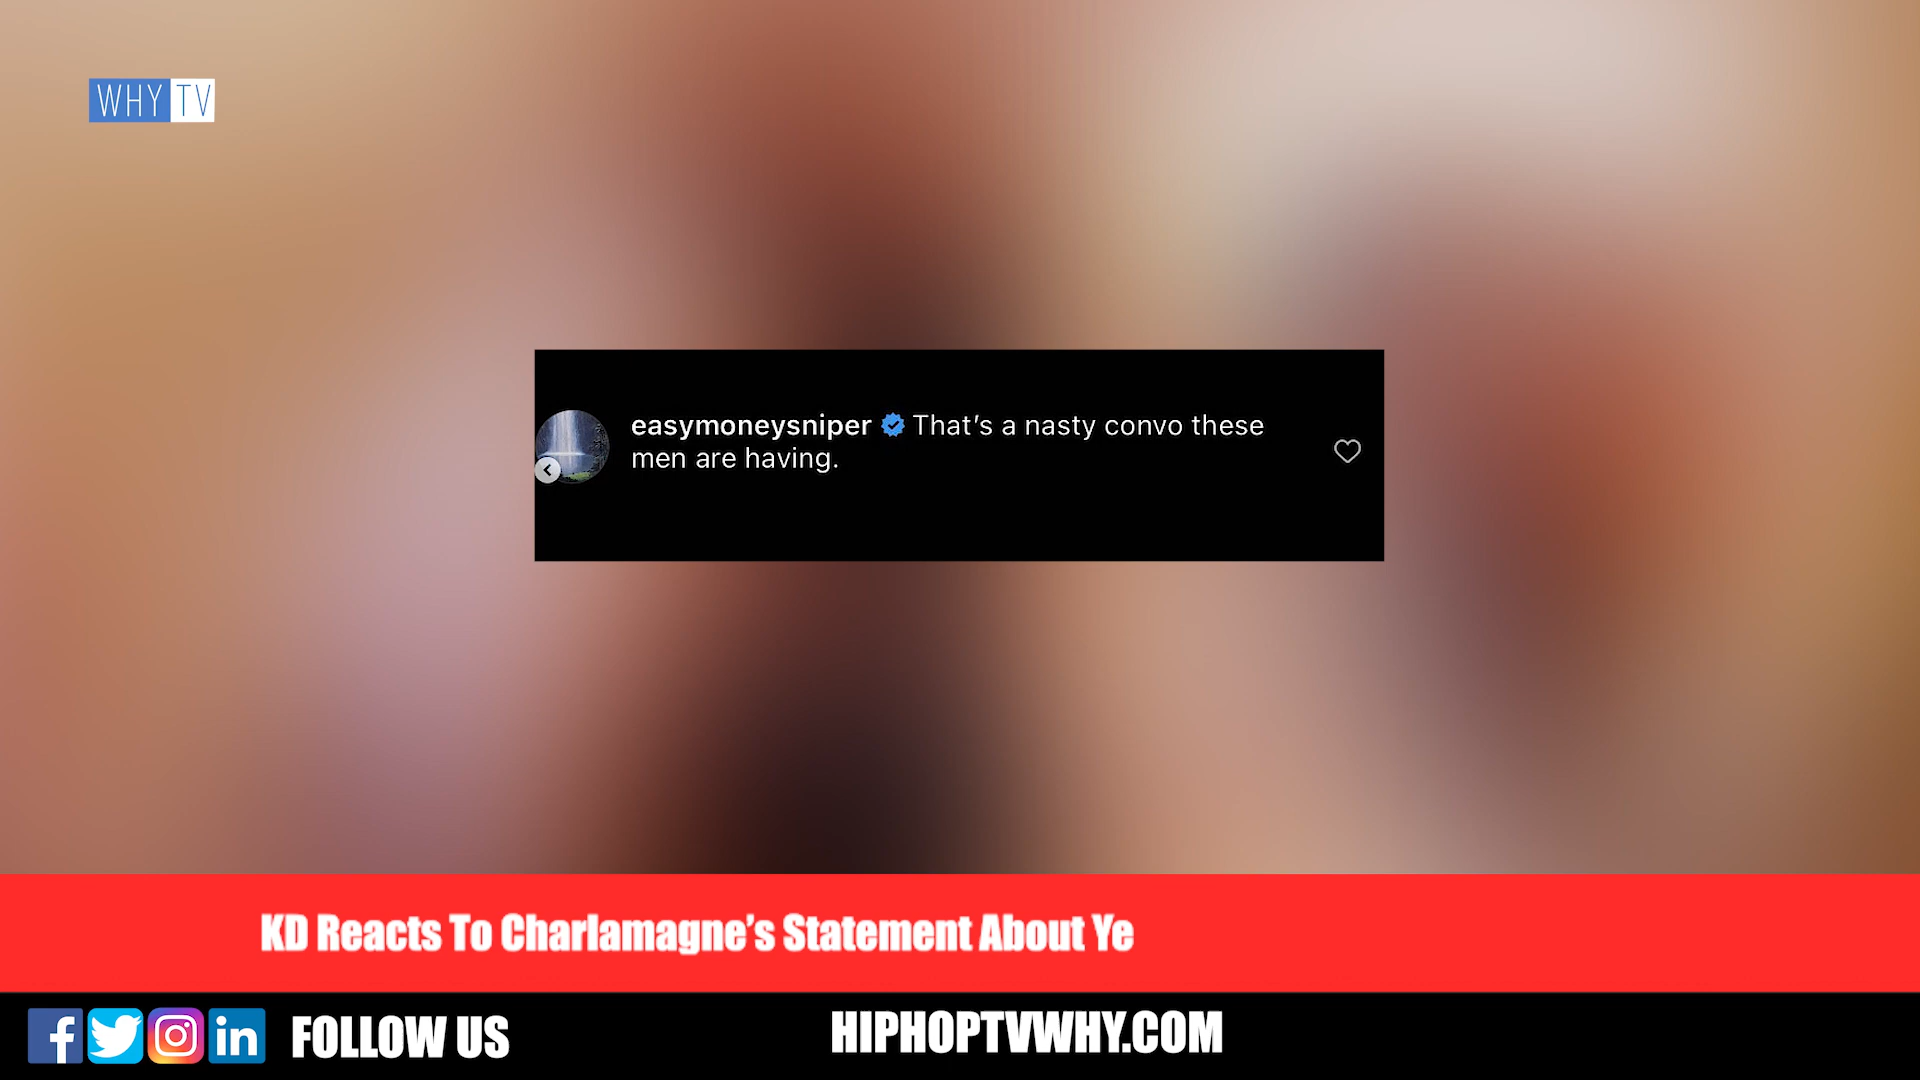 WHY TV
easymoneysniper That's a nasty convo these
men are having.
KD Reacts To Charlamagne's Statement About Ye
FOLLOW US
HIPHOPTVWHY.COM